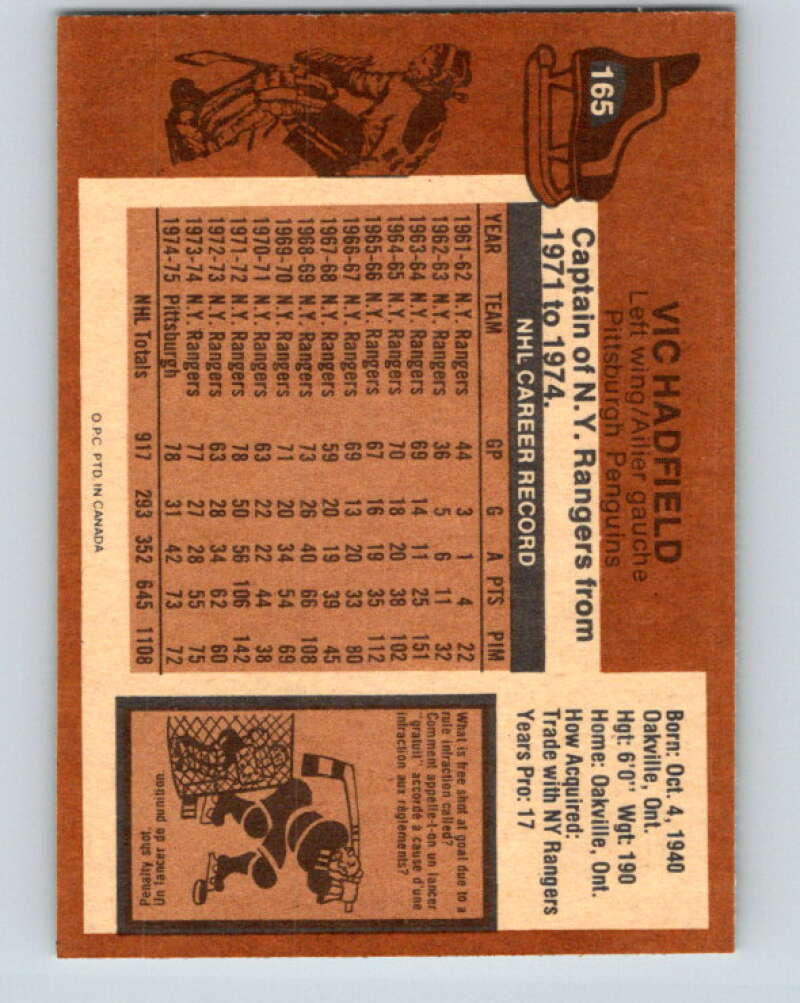 165
VIC HADFIELD
Left wing/Ailier gauche
Pittsburgh Penguins
Captain of N.Y. Rangers from
1971 to 1974.
NHL CAREER RECORD
YEAR TEAM GP G A PTS PIM
1961-62 N.Y. Rangers 44 3 1 4 22
1962-63 N.Y. Rangers 36 5 6 11 32
1963-64 N.Y. Rangers 69 14 11 25 151
1964-65 N.Y. Rangers 70 18 20 38 102
1965-66 N.Y. Rangers 67 16 19 35 112
1966-67 N.Y. Rangers 69 13 20 33 80
1967-68 N.Y. Rangers 59 20 19 39 45
1968-69 N.Y. Rangers 73 26 40 66 108
1969-70 N.Y. Rangers 71 20 34 54 69
1970-71 N.Y. Rangers 63 22 22 44 38
1971-72 N.Y. Rangers 78 50 56 106 142
1972-73 N.Y. Rangers 63 28 34 62 60
1973-74 N.Y. Rangers 77 27 28 55 75
1974-75 Pittsburgh 78 31 42 73 72
NHL Totals 917 293 352 645 1108
O.P.C. PTD. IN CANADA
Born: Oct. 4, 1940
Oakville, Ont.
Hgt: 6'0" Wgt: 190
Home: Oakville, Ont.
How Acquired:
Trade with NY Rangers
Years Pro: 17
What is free shot at goal due to a
rule infraction called?
Comment appelle-t-on un lancer
"gratuit" accordé à cause d'une
infraction aux règlements?
Penalty shot.
Un lancer de punition.